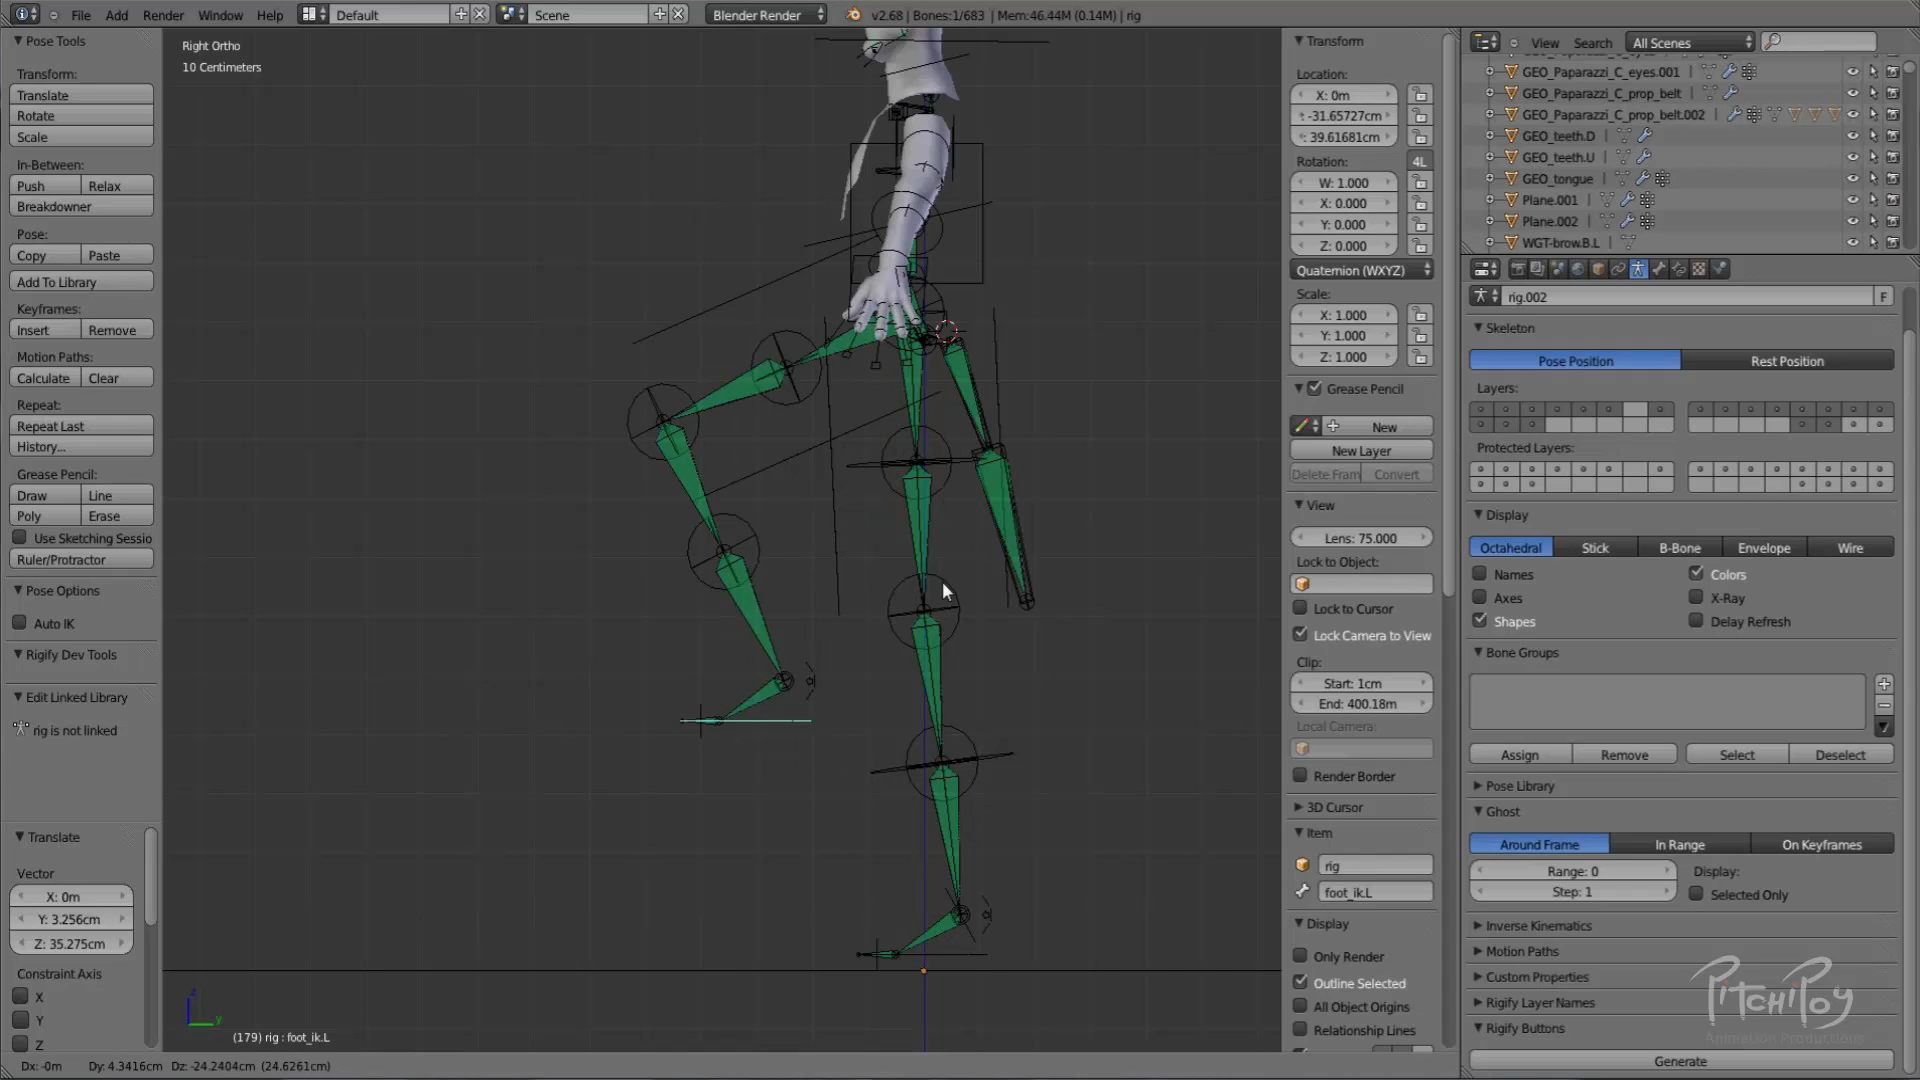 File Add Render Window Help Default Scene Blender Render v2.68 | Bones:1/683 | Mem:46.44M (0.14M) | rig
Pose Tools
Transform:
Translate
Rotate
Scale
In-Between:
Push Relax
Breakdowner
Pose:
Copy Paste
Add To Library
Keyframes:
Insert Remove
Motion Paths:
Calculate Clear
Repeat:
Repeat Last
History...
Grease Pencil:
Draw Line
Poly Erase
Use Sketching Sessio
Ruler/Protractor
Pose Options
Auto IK
Rigify Dev Tools
Edit Linked Library
rig is not linked
Translate
Vector
X: 0m
Y: 3.256cm
Z: 35.275cm
Constraint Axis
X
Y
Z
Right Ortho
10 Centimeters
z
y
(179) rig : foot_ik.L
Dx: -0m Dy: 4.3416cm Dz: -24.2404cm (24.6261cm)
Transform
Location:
X: 0m
: -31.65727cm
: 39.61681cm
Rotation: 4L
W: 1.000
X: 0.000
Y: 0.000
Z: 0.000
Quaternion (WXYZ)
Scale:
X: 1.000
Y: 1.000
Z: 1.000
Grease Pencil
New
New Layer
Delete Fram Convert
View
Lens: 75.000
Lock to Object:
Lock to Cursor
Lock Camera to View
Clip:
Start: 1cm
End: 400.18m
Local Camera:
Render Border
3D Cursor
Item
rig
foot_ik.L
Display
Only Render
Outline Selected
All Object Origins
Relationship Lines
View Search All Scenes
GEO_Paparazzi_C_eyes.001
GEO_Paparazzi_C_prop_belt
GEO_Paparazzi_C_prop_belt.002
GEO_teeth.D
GEO_teeth.U
GEO_tongue
Plane.001
Plane.002
WGT-brow.B.L
rig.002 F
Skeleton
Pose Position Rest Position
Layers:
Protected Layers:
Display
Octahedral Stick B-Bone Envelope Wire
Names Colors
Axes X-Ray
Shapes Delay Refresh
Bone Groups
Assign Remove Select Deselect
Pose Library
Ghost
Around Frame In Range On Keyframes
Range: 0 Display:
Step: 1 Selected Only
Inverse Kinematics
Motion Paths
Custom Properties
Rigify Layer Names
Rigify Buttons
Generate
PitchiPoy
Animation Productions